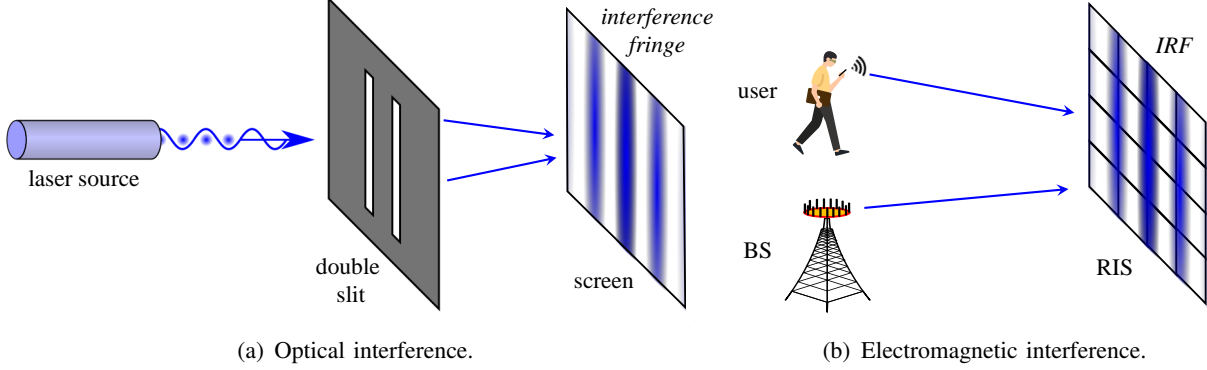 laser source
double
slit
interference
fringe
screen
(a) Optical interference.
user
BS
IRF
RIS
(b) Electromagnetic interference.